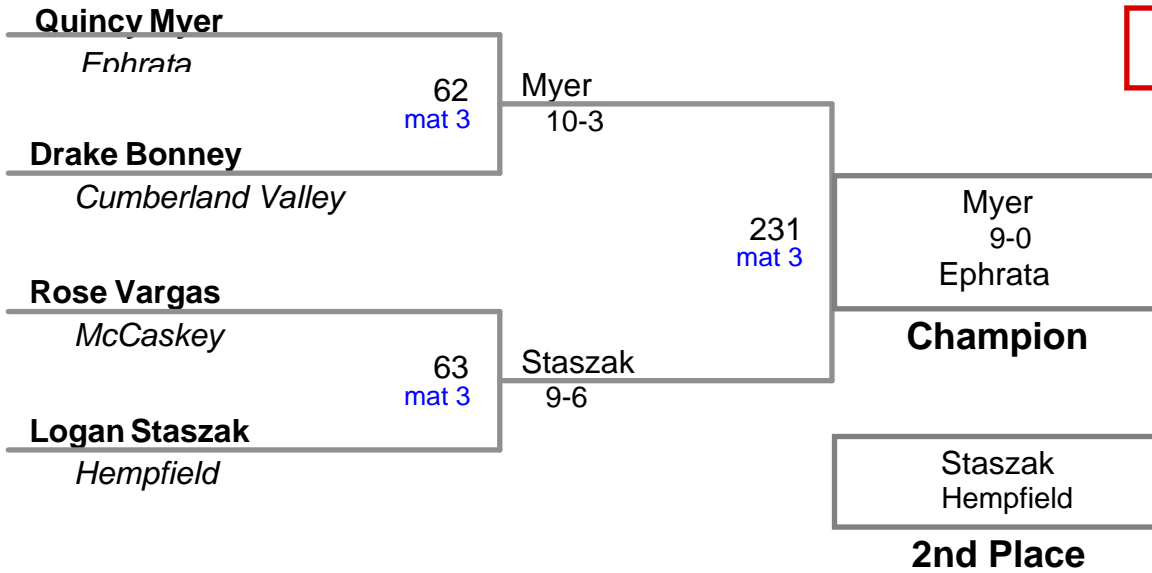 Quincy Myer
Ephrata
62
mat 3
Myer
10-3
Drake Bonney
Cumberland Valley
231
mat 3
Myer
9-0
Ephrata
Champion
Rose Vargas
McCaskey
63
mat 3
Staszak
9-6
Logan Staszak
Hempfield
Staszak
Hempfield
2nd Place